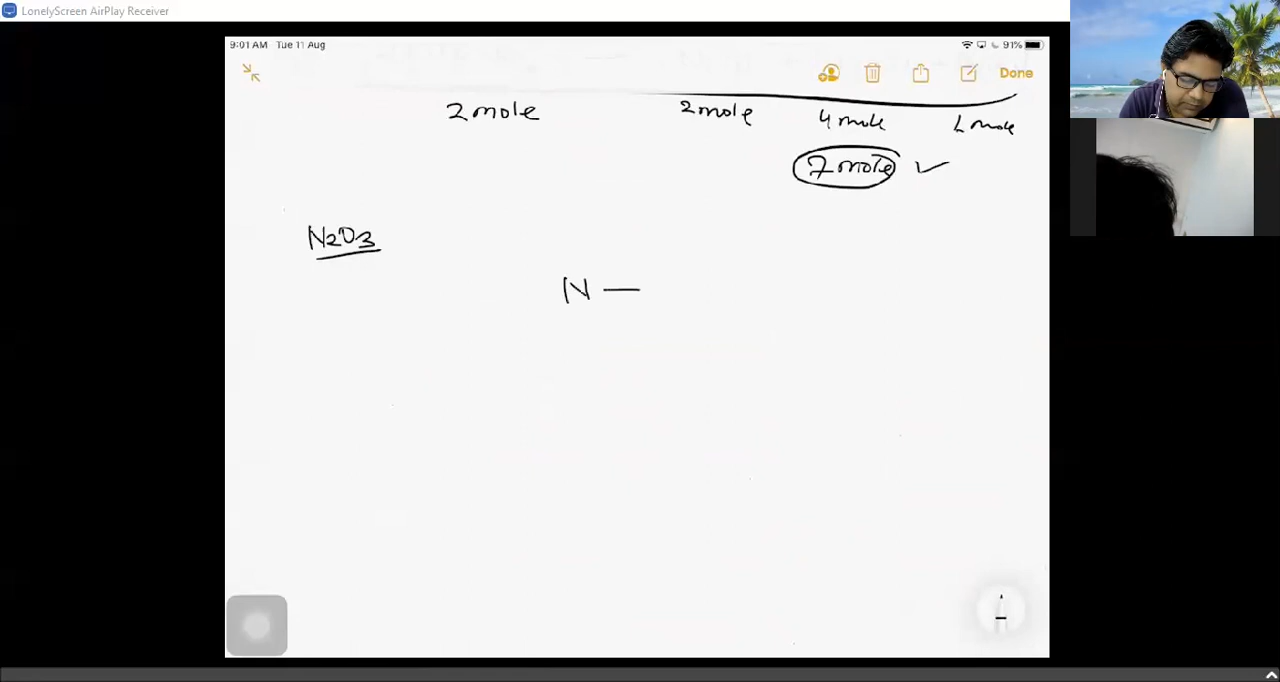 LonelyScreen AirPlay Receiver
9:01 AM Tue 11 Aug
91%
Done
2 mole 2 mole 4 mole 1 mole
7 mole ✓
N2O3
N —